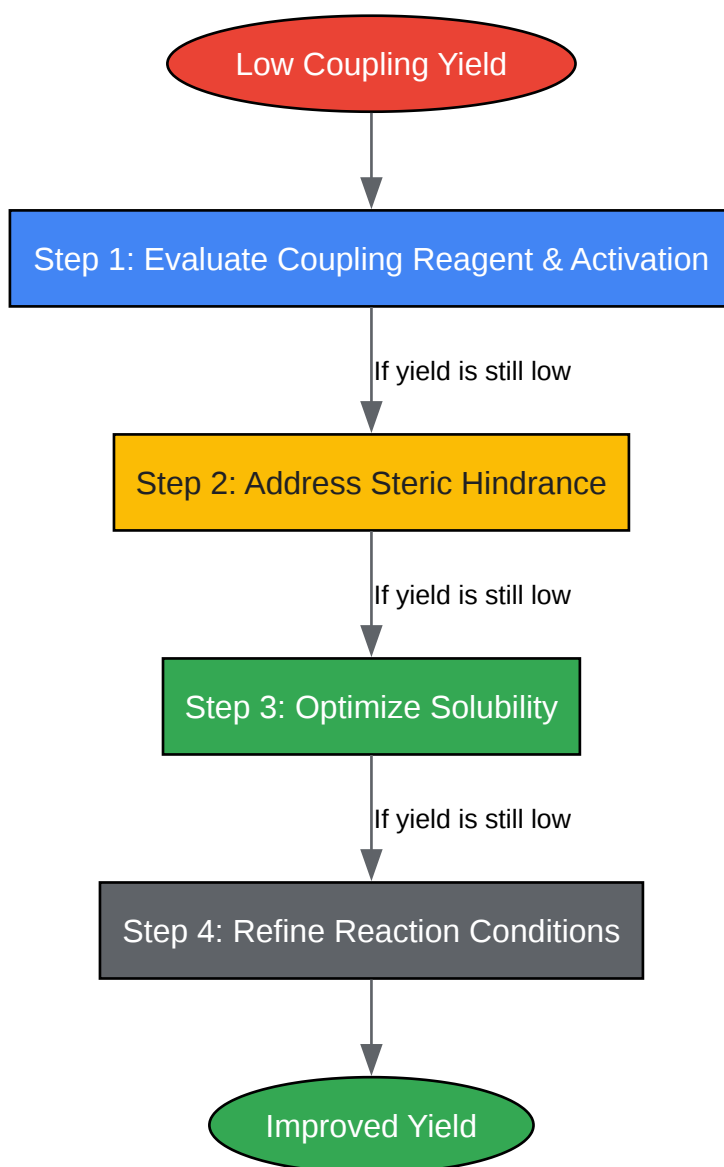 Low Coupling Yield
Step 1: Evaluate Coupling Reagent & Activation
If yield is still low
Step 2: Address Steric Hindrance
If yield is still low
Step 3: Optimize Solubility
If yield is still low
Step 4: Refine Reaction Conditions
Improved Yield